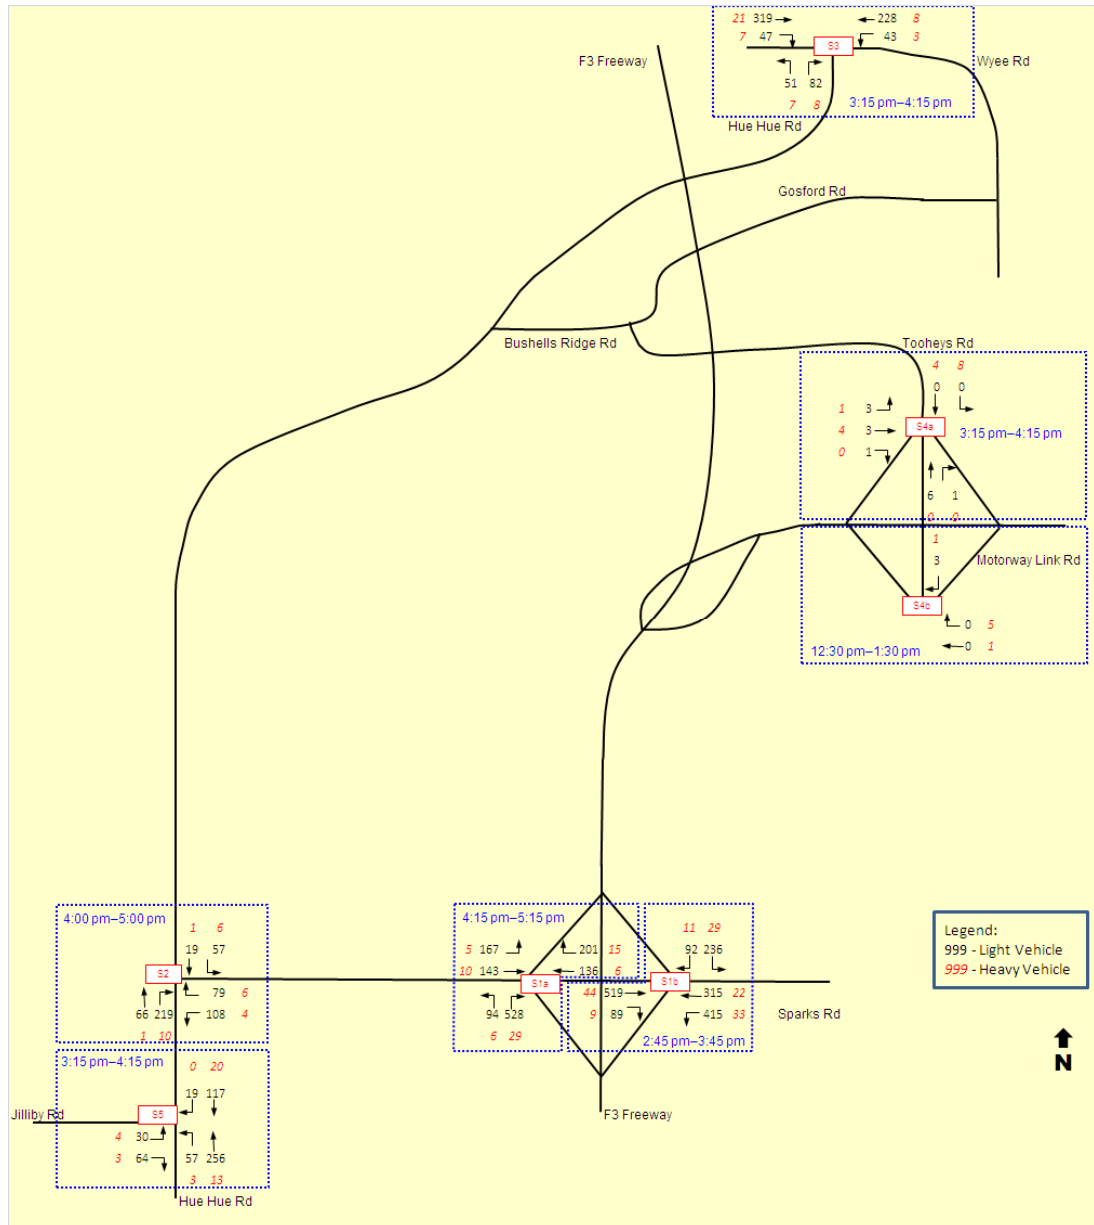 21 319 228 8
7 47 S3 43 3
F3 Freeway
Wyee Rd
51 82
7 8
3:15 pm–4:15 pm
Hue Hue Rd
Gosford Rd
Bushells Ridge Rd
Tooheys Rd
4 8
0 0
1 3
4 3 S4a
3:15 pm–4:15 pm
0 1
6 1
0 0
1
3
Motorway Link Rd
S4b
0 5
0 1
12:30 pm–1:30 pm
4:00 pm–5:00 pm
1 6
19 57
S2
79 6
66 219 108 4
1 10
4:15 pm–5:15 pm
5 167 201 15
10 143 136 6
S1a
94 528
6 29
11 29
92 236
S1b
44 519 315 22
9 89 415 33
2:45 pm–3:45 pm
Sparks Rd
Legend:
999 - Light Vehicle
999 - Heavy Vehicle
N
3:15 pm–4:15 pm
0 20
19 117
Jilliby Rd
S5
4 30
3 64 57 256
3 13
Hue Hue Rd
F3 Freeway